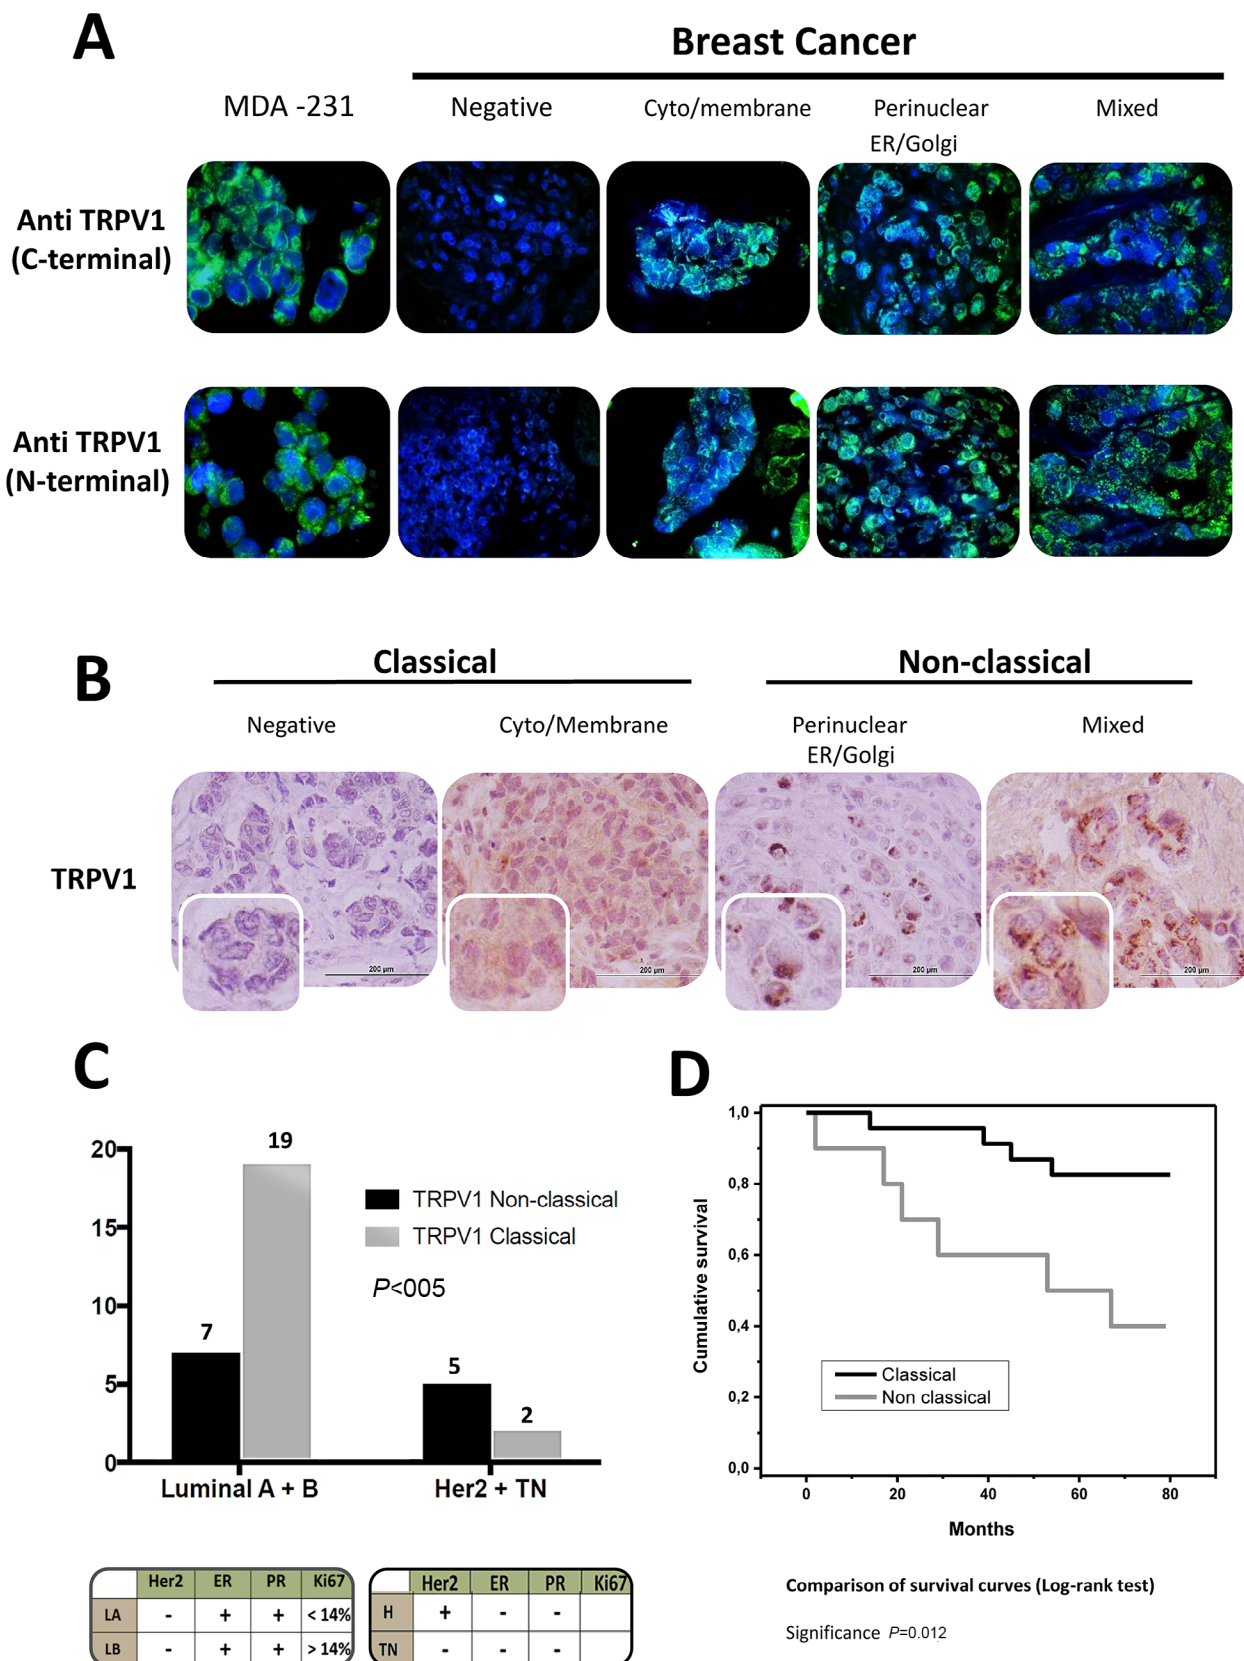 A
Breast Cancer
MDA -231
Negative
Cyto/membrane
Perinuclear
ER/Golgi
Mixed
Anti TRPV1
(C-terminal)
Anti TRPV1
(N-terminal)
B
Classical
Non-classical
Negative
Cyto/Membrane
Perinuclear
ER/Golgi
Mixed
TRPV1
200 µm
200 µm
200 µm
200 µm
C
20
15
10
5
0
7
19
5
2
TRPV1 Non-classical
TRPV1 Classical
P<005
Luminal A + B
Her2 + TN
Her2 ER PR Ki67
LA - + + < 14%
LB - + + > 14%
Her2 ER PR Ki67
H + - -
TN - - -
D
1,0
0,8
0,6
0,4
0,2
0,0
Cumulative survival
Classical
Non classical
0 20 40 60 80
Months
Comparison of survival curves (Log-rank test)
Significance P=0.012